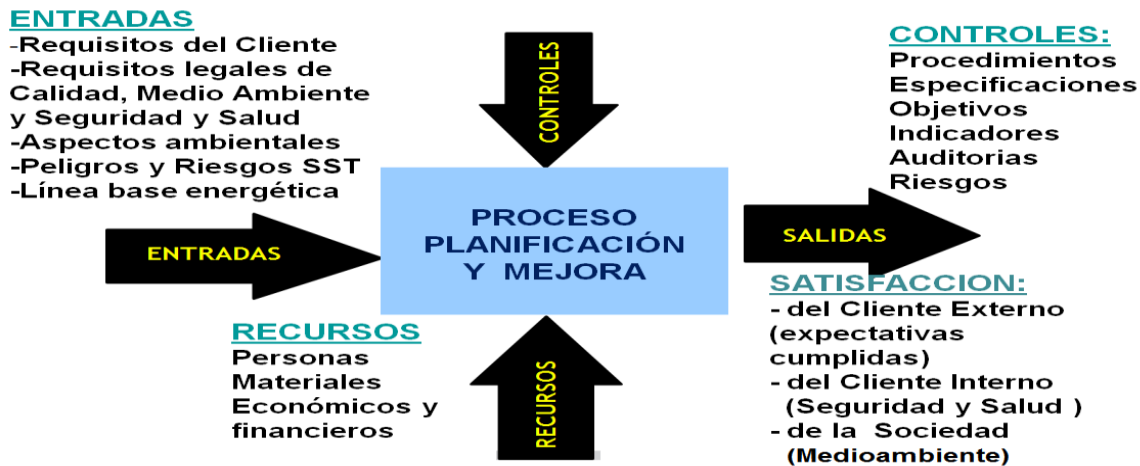 ENTRADAS
-Requisitos del Cliente
-Requisitos legales de
Calidad, Medio Ambiente
y Seguridad y Salud
-Aspectos ambientales
-Peligros y Riesgos SST
-Línea base energética
CONTROLES
CONTROLES:
Procedimientos
Especificaciones
Objetivos
Indicadores
Auditorias
Riesgos
ENTRADAS
PROCESO
PLANIFICACIÓN
Y MEJORA
SALIDAS
RECURSOS
Personas
Materiales
Económicos y
financieros
RECURSOS
SATISFACCION:
- del Cliente Externo
(expectativas
cumplidas)
- del Cliente Interno
(Seguridad y Salud )
- de la Sociedad
(Medioambiente)